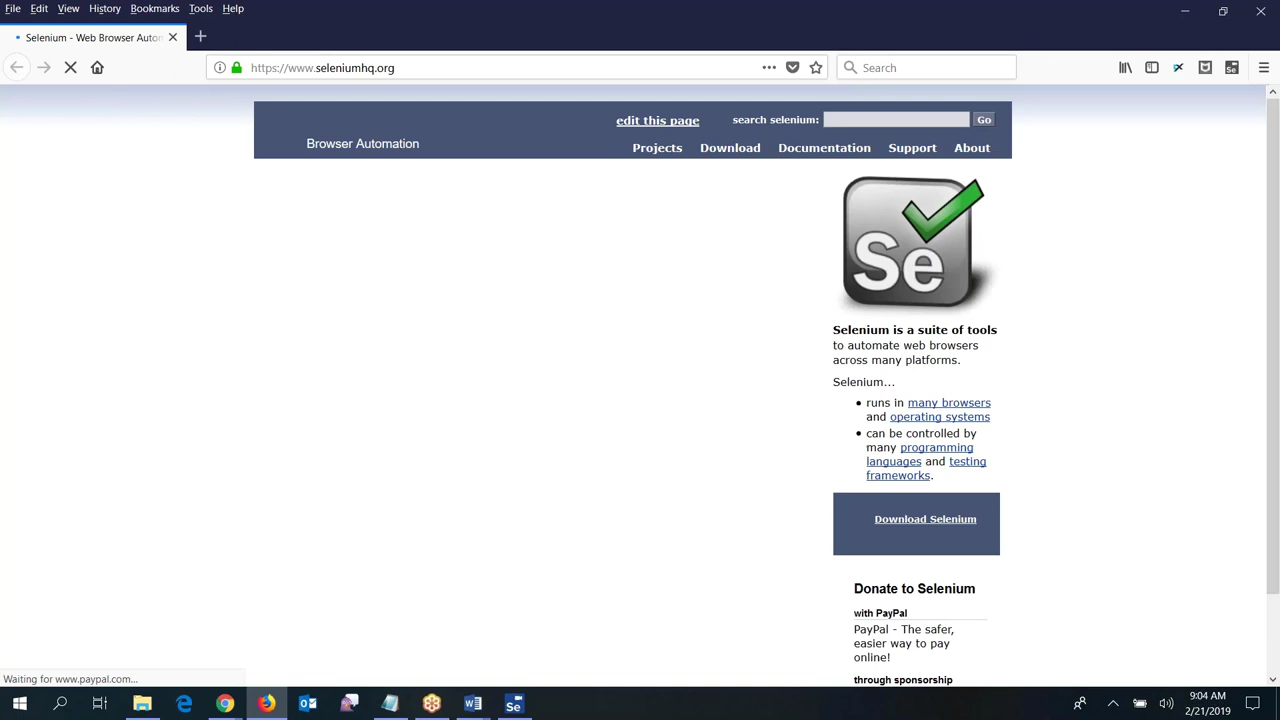 File Edit View History Bookmarks Tools Help
Selenium - Web Browser Autom
https://www.seleniumhq.org
Search
edit this page
search selenium:
Go
Browser Automation
Projects Download Documentation Support About
Se
Selenium is a suite of tools
to automate web browsers
across many platforms.
Selenium...
runs in many browsers
and operating systems
can be controlled by
many programming
languages and testing
frameworks.
Download Selenium
Donate to Selenium
with PayPal
PayPal - The safer,
easier way to pay
online!
through sponsorship
Waiting for www.paypal.com...
Se
9:04 AM
2/21/2019